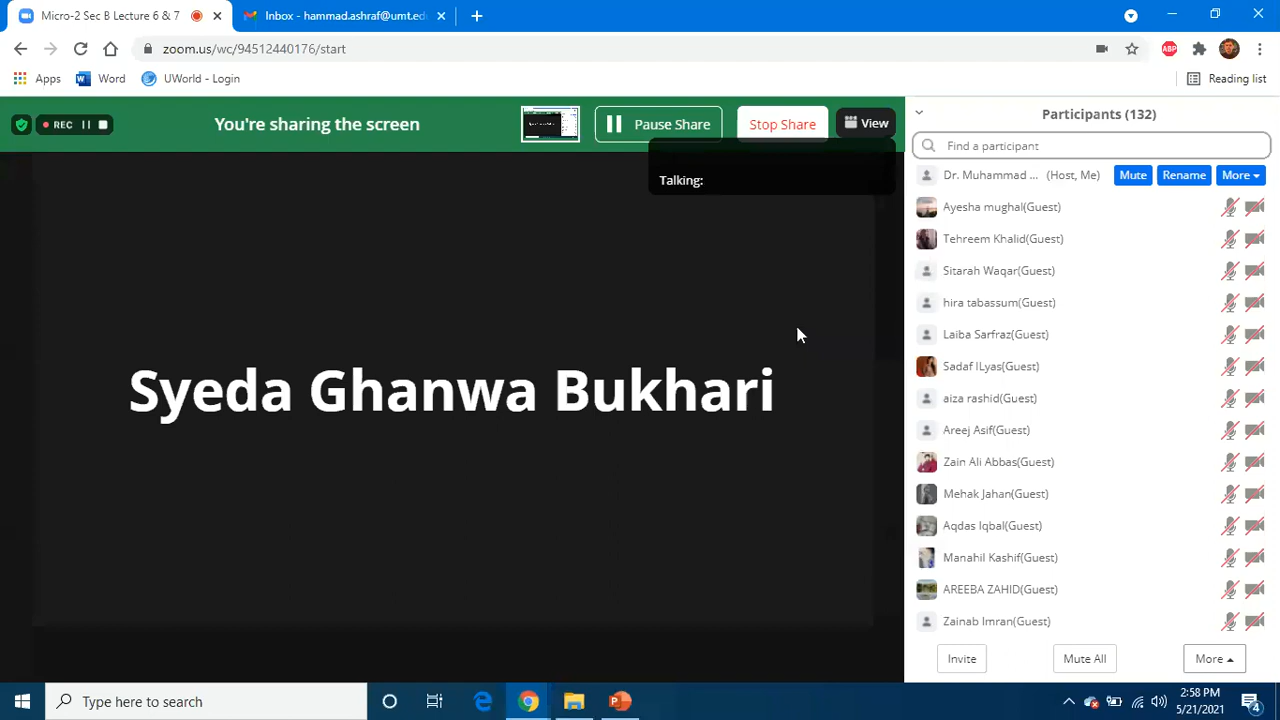 Micro-2 Sec B Lecture 6 & 7
Inbox - hammad.ashraf@umt.ed
zoom.us/wc/94512440176/start
ABP
Apps
Word
UWorld - Login
Reading list
REC
You're sharing the screen
Pause Share
Stop Share
View
Talking:
Syeda Ghanwa Bukhari
Participants (132)
Find a participant
Dr. Muhammad ... (Host, Me) Mute Rename More
Ayesha mughal(Guest)
Tehreem Khalid(Guest)
Sitarah Waqar(Guest)
hira tabassum(Guest)
Laiba Sarfraz(Guest)
Sadaf ILyas(Guest)
aiza rashid(Guest)
Areej Asif(Guest)
Zain Ali Abbas(Guest)
Mehak Jahan(Guest)
Aqdas Iqbal(Guest)
Manahil Kashif(Guest)
AREEBA ZAHID(Guest)
Zainab Imran(Guest)
Invite Mute All More
Type here to search
2:58 PM
5/21/2021
4